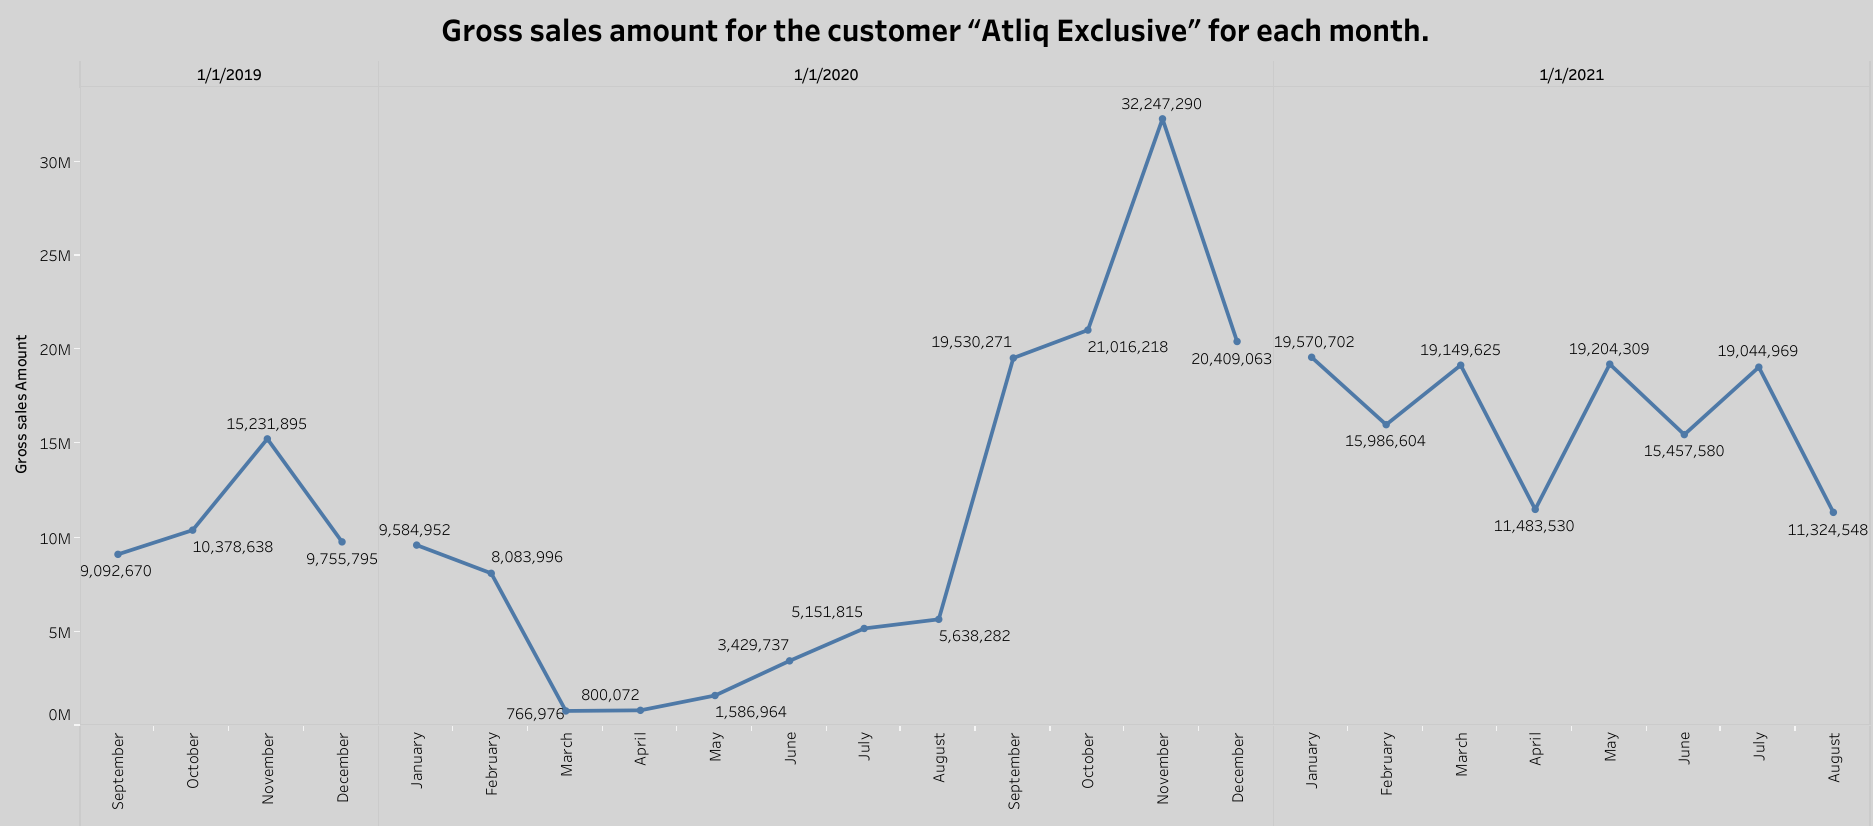 Gross sales amount for the customer “Atliq Exclusive” for each month.
1/1/2019
1/1/2020
1/1/2021
Gross sales Amount
30M
25M
20M
15M
10M
5M
0M
9,092,670
10,378,638
15,231,895
9,755,795
9,584,952
8,083,996
766,976
800,072
1,586,964
3,429,737
5,151,815
5,638,282
19,530,271
21,016,218
32,247,290
20,409,063
19,570,702
15,986,604
19,149,625
11,483,530
19,204,309
15,457,580
19,044,969
11,324,548
September
October
November
December
January
February
March
April
May
June
July
August
September
October
November
December
January
February
March
April
May
June
July
August